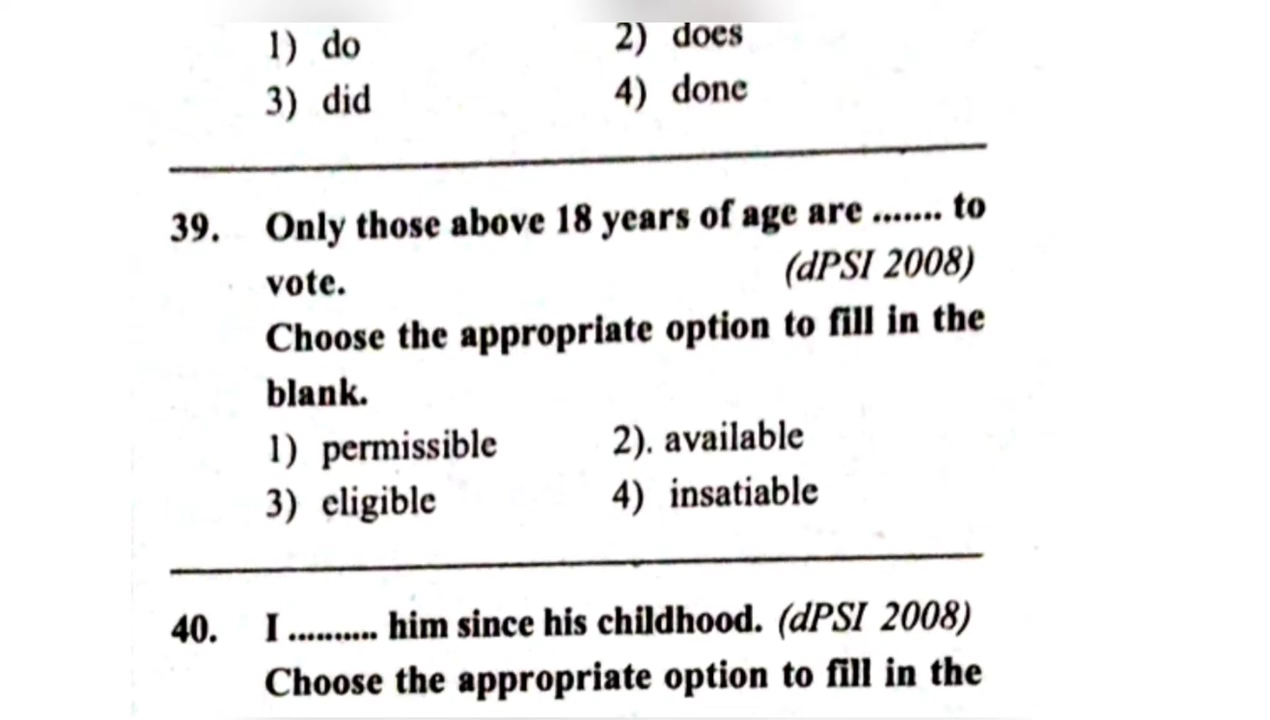 1) do 2) does
3) did 4) done
39. Only those above 18 years of age are ....... to
vote. (dPSI 2008)
Choose the appropriate option to fill in the
blank.
1) permissible 2). available
3) eligible 4) insatiable
40. I .......... him since his childhood. (dPSI 2008)
Choose the appropriate option to fill in the